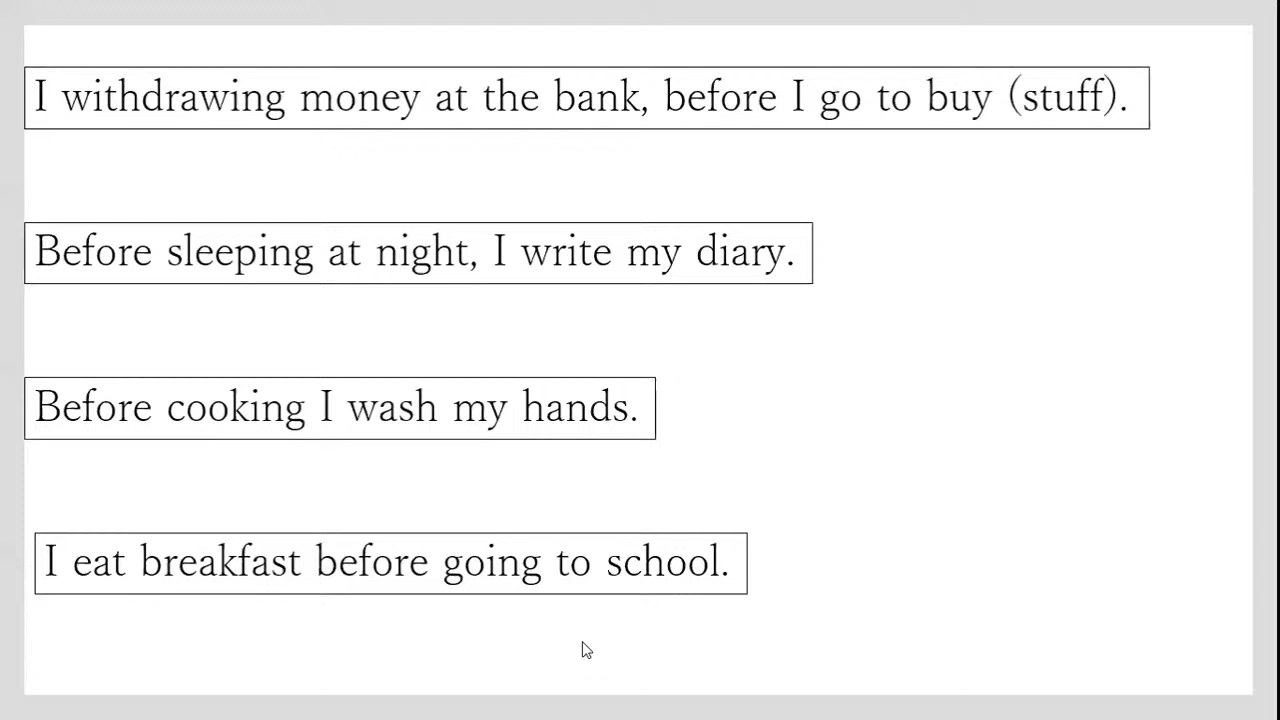 I withdrawing money at the bank, before I go to buy (stuff).
Before sleeping at night, I write my diary.
Before cooking I wash my hands.
I eat breakfast before going to school.